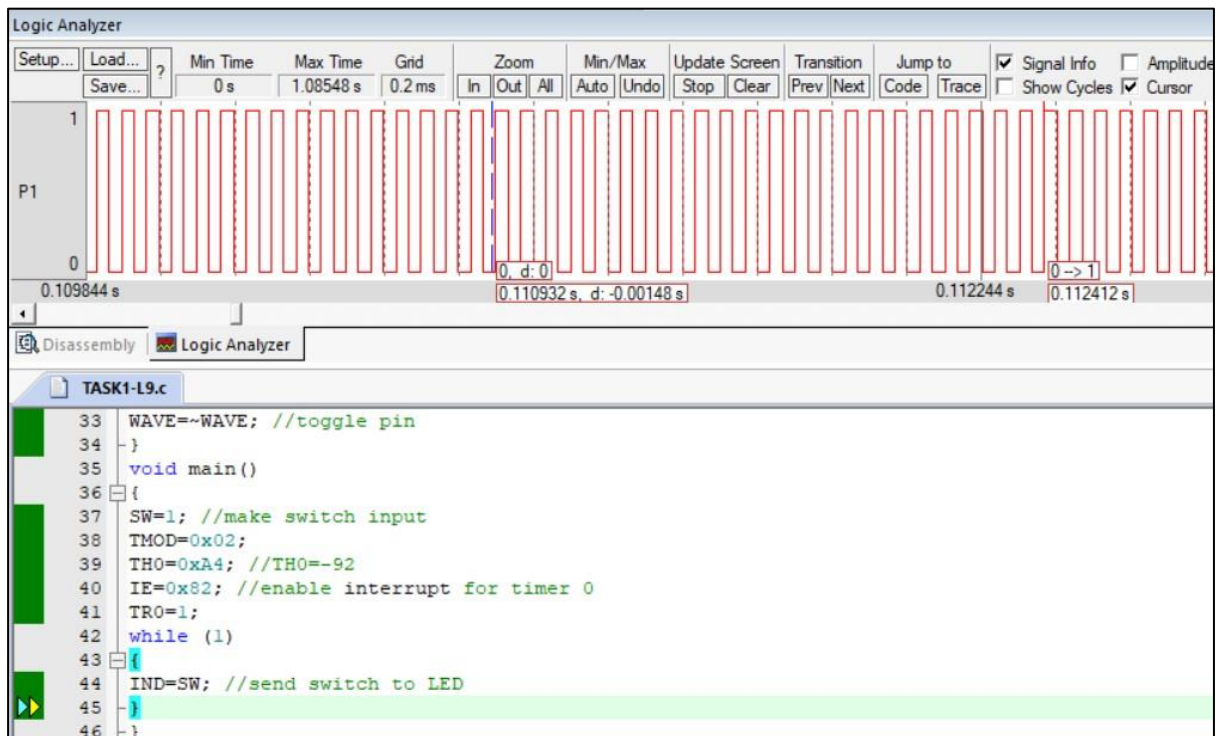 Logic Analyzer
Setup... Load... ? Min Time Max Time Grid Zoom Min/Max Update Screen Transition Jump to Signal Info Amplitude
Save... 0 s 1.08548 s 0.2 ms In Out All Auto Undo Stop Clear Prev Next Code Trace Show Cycles Cursor
1
P1
0
0, d: 0
0 --> 1
0.109844 s 0.110932 s, d: -0.00148 s 0.112244 s 0.112412 s
Disassembly Logic Analyzer
TASK1-L9.c
33 WAVE=~WAVE; //toggle pin
34 }
35 void main()
36 {
37 SW=1; //make switch input
38 TMOD=0x02;
39 TH0=0xA4; //TH0=-92
40 IE=0x82; //enable interrupt for timer 0
41 TR0=1;
42 while (1)
43 {
44 IND=SW; //send switch to LED
45 }
46 }